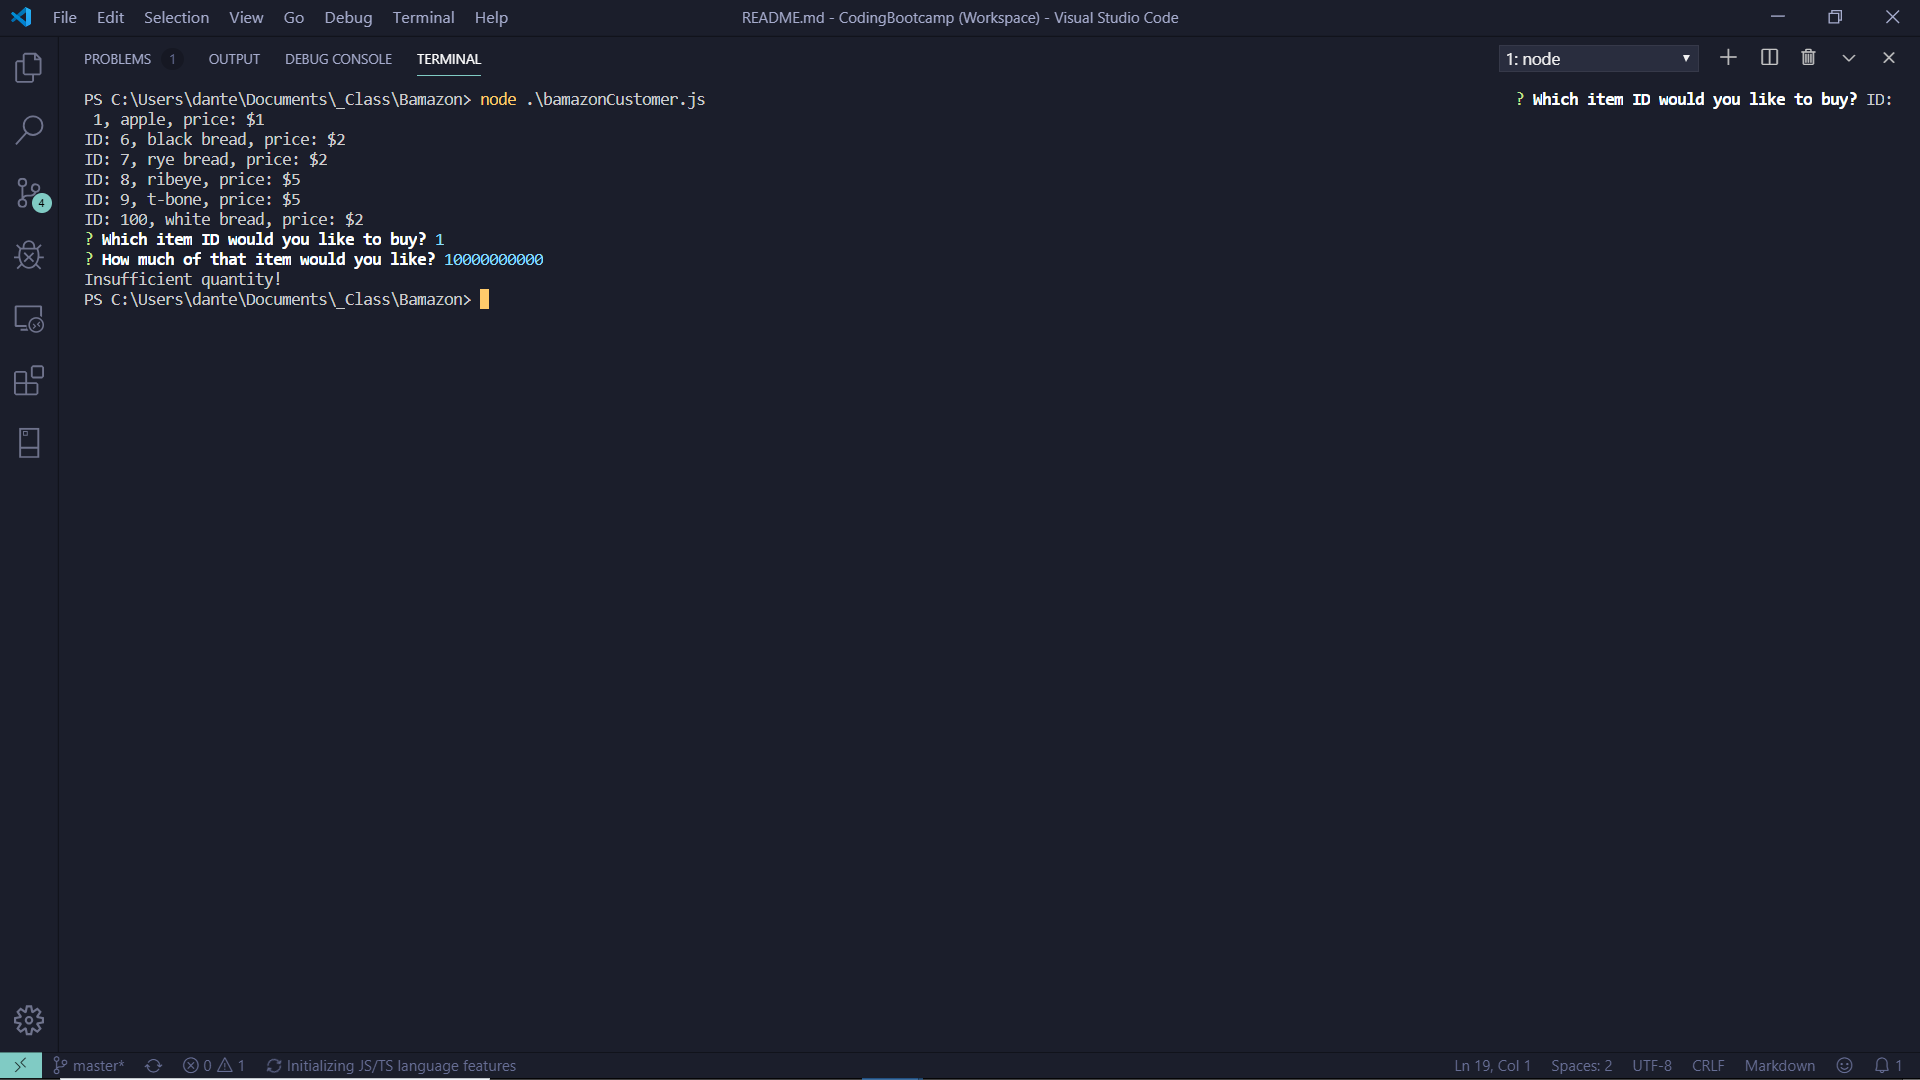 File Edit Selection View Go Debug Terminal Help
README.md - CodingBootcamp (Workspace) - Visual Studio Code
PROBLEMS 1 OUTPUT DEBUG CONSOLE TERMINAL
1: node
PS C:\Users\dante\Documents\_Class\Bamazon> node .\bamazonCustomer.js ? Which item ID would you like to buy? ID:
1, apple, price: $1
ID: 6, black bread, price: $2
ID: 7, rye bread, price: $2
ID: 8, ribeye, price: $5
ID: 9, t-bone, price: $5
ID: 100, white bread, price: $2
? Which item ID would you like to buy? 1
? How much of that item would you like? 10000000000
Insufficient quantity!
PS C:\Users\dante\Documents\_Class\Bamazon>
4
master* 0 1 Initializing JS/TS language features Ln 19, Col 1 Spaces: 2 UTF-8 CRLF Markdown 1